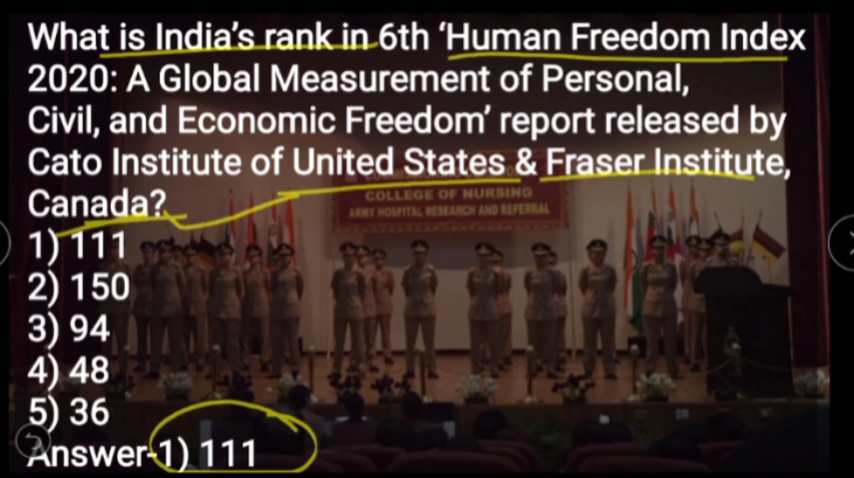 What is India's rank in 6th ‘Human Freedom Index
2020: A Global Measurement of Personal,
Civil, and Economic Freedom’ report released by
Cato Institute of United States & Fraser Institute,
Canada?
COLLEGE OF NURSING
ARMY HOSPITAL RESEARCH AND REFERRAL
1) 111
2) 150
3) 94
4) 48
5) 36
Answer-1) 111